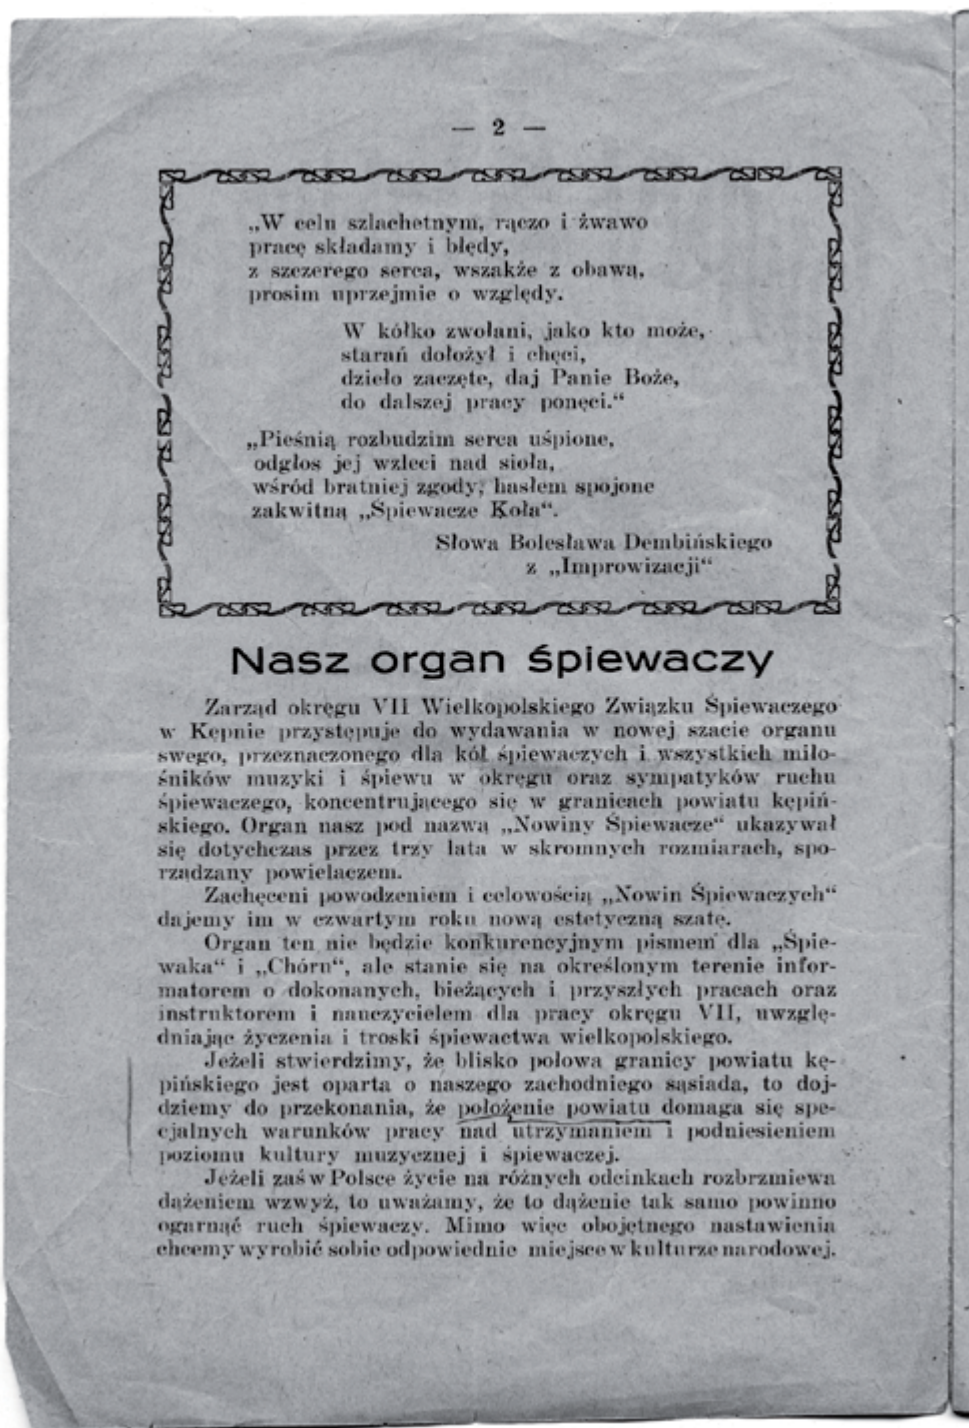 — 2 —
„W celu szlachetnym, rączo i żwawo
pracę składamy i błędy,
z szczerego serca, wszakże z obawą,
prosim uprzejmie o względy.
W kółko zwołani, jako kto może,
starań dołożył i chęci,
dzieło zaczęte, daj Panie Boże,
do dalszej pracy ponęci.“
„Pieśnią rozbudzim serca uśpione,
odgłos jej wzleci nad sioła,
wśród bratniej zgody, hasłem spojone
zakwitną „Śpiewacze Koła“.
Słowa Bolesława Dembińskiego
z „Improwizacji“
Nasz organ śpiewaczy
Zarząd okręgu VII Wielkopolskiego Związku Śpiewaczego
w Kępnie przystępuje do wydawania w nowej szacie organu
swego, przeznaczonego dla kół śpiewaczych i wszystkich miło-
śników muzyki i śpiewu w okręgu oraz sympatyków ruchu
śpiewaczego, koncentrującego się w granicach powiatu kępiń-
skiego. Organ nasz pod nazwą „Nowiny Śpiewacze“ ukazywał
się dotychczas przez trzy lata w skromnych rozmiarach, spo-
rządzany powielaczem.
Zachęceni powodzeniem i celowością „Nowin Śpiewaczych“
dajemy im w czwartym roku nową estetyczną szatę.
Organ ten nie będzie konkurencyjnym pismem dla „Śpie-
waka“ i „Chóru“, ale stanie się na określonym terenie infor-
matorem o dokonanych, bieżących i przyszłych pracach oraz
instruktorem i nauczycielem dla pracy okręgu VII, uwzglę-
dniając życzenia i troski śpiewactwa wielkopolskiego.
Jeżeli stwierdzimy, że blisko połowa granicy powiatu kę-
pińskiego jest oparta o naszego zachodniego sąsiada, to doj-
dziemy do przekonania, że położenie powiatu domaga się spe-
cjalnych warunków pracy nad utrzymaniem i podniesieniem
poziomu kultury muzycznej i śpiewaczej.
Jeżeli zaś w Polsce życie na różnych odcinkach rozbrzmiewa
dążeniem wzwyż, to uważamy, że to dążenie tak samo powinno
ogarnąć ruch śpiewaczy. Mimo więc obojętnego nastawienia
chcemy wyrobić sobie odpowiednie miejsce w kulturze narodowej.